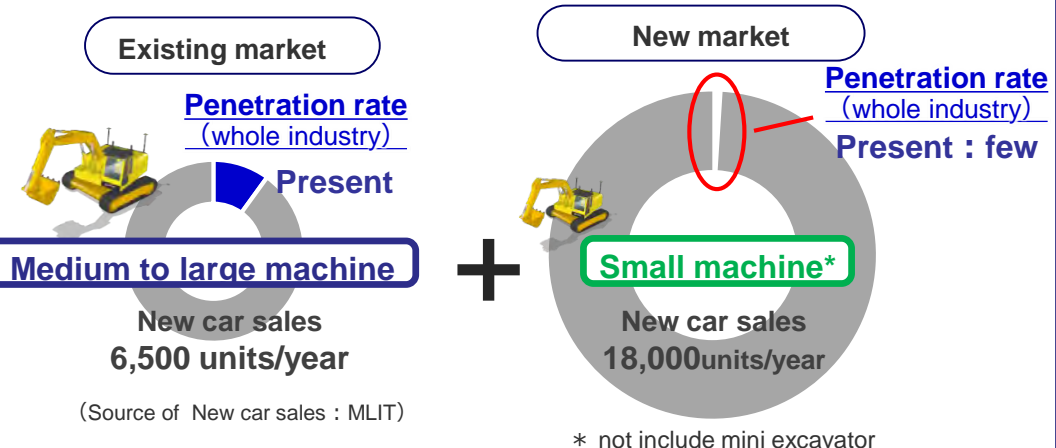 Existing market
Penetration rate
（whole industry）
Present
Medium to large machine
New car sales
6,500 units/year
（Source of New car sales：MLIT）
+
New market
Penetration rate
（whole industry）
Present：few
Small machine*
New car sales
18,000units/year
＊ not include mini excavator